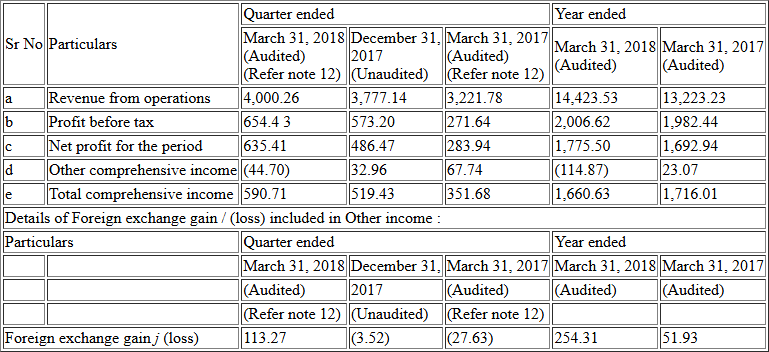 Sr No Particulars Quarter ended Year ended
March 31, 2018 (Audited) (Refer note 12) December 31, 2017 (Unaudited) March 31, 2017 (Audited) (Refer note 12) March 31, 2018 (Audited) March 31, 2017 (Audited)
a Revenue from operations 4,000.26 3,777.14 3,221.78 14,423.53 13,223.23
b Profit before tax 654.4 3 573.20 271.64 2,006.62 1,982.44
c Net profit for the period 635.41 486.47 283.94 1,775.50 1,692.94
d Other comprehensive income (44.70) 32.96 67.74 (114.87) 23.07
e Total comprehensive income 590.71 519.43 351.68 1,660.63 1,716.01
Details of Foreign exchange gain / (loss) included in Other income :
Particulars Quarter ended Year ended
March 31, 2018 December 31, March 31, 2017 March 31, 2018 March 31, 2017
(Audited) 2017 (Audited) (Audited) (Audited)
(Refer note 12) (Unaudited) (Refer note 12)
Foreign exchange gain j (loss) 113.27 (3.52) (27.63) 254.31 51.93